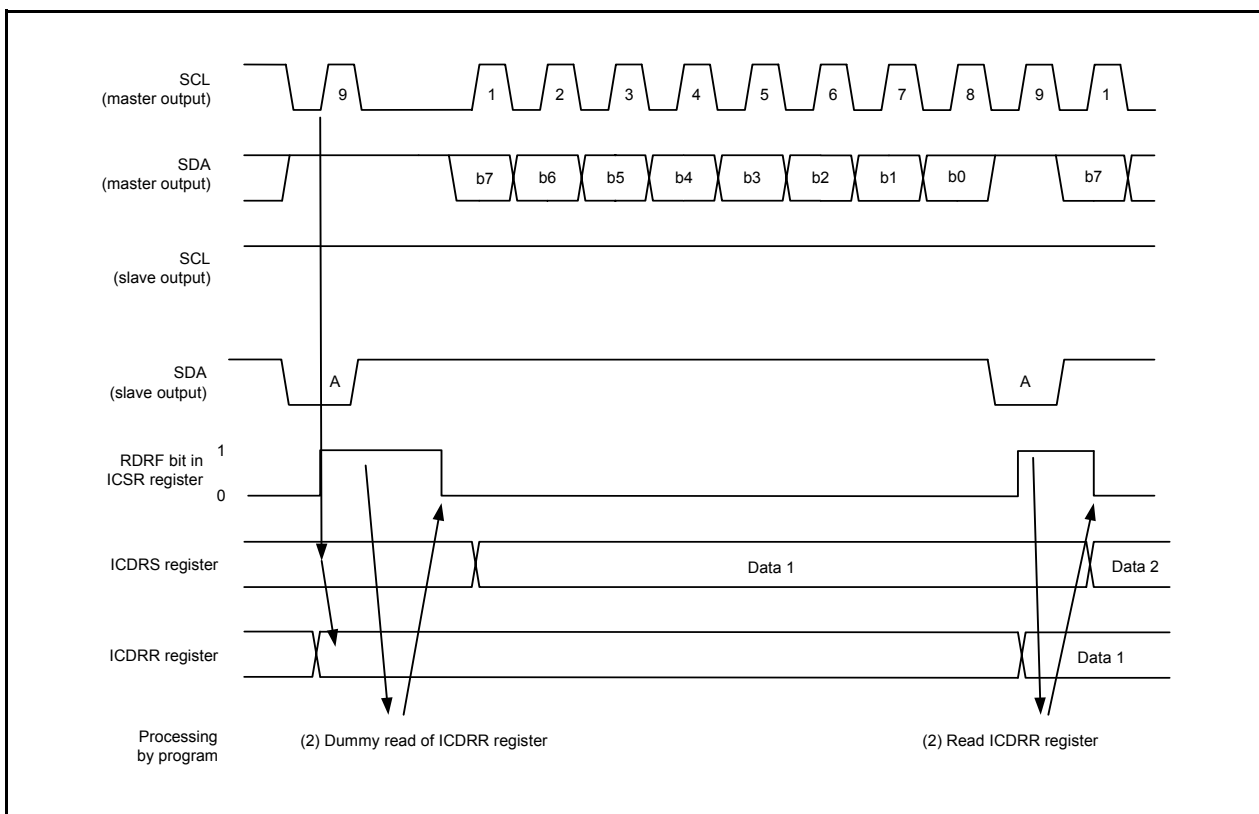 SCL
(master output)
9 1 2 3 4 5 6 7 8 9 1
SDA
(master output)
b7 b6 b5 b4 b3 b2 b1 b0 b7
SCL
(slave output)
SDA
(slave output)
A A
RDRF bit in
ICSR register
1
0
ICDRS register
Data 1 Data 2
ICDRR register
Data 1
Processing
by program
(2) Dummy read of ICDRR register (2) Read ICDRR register